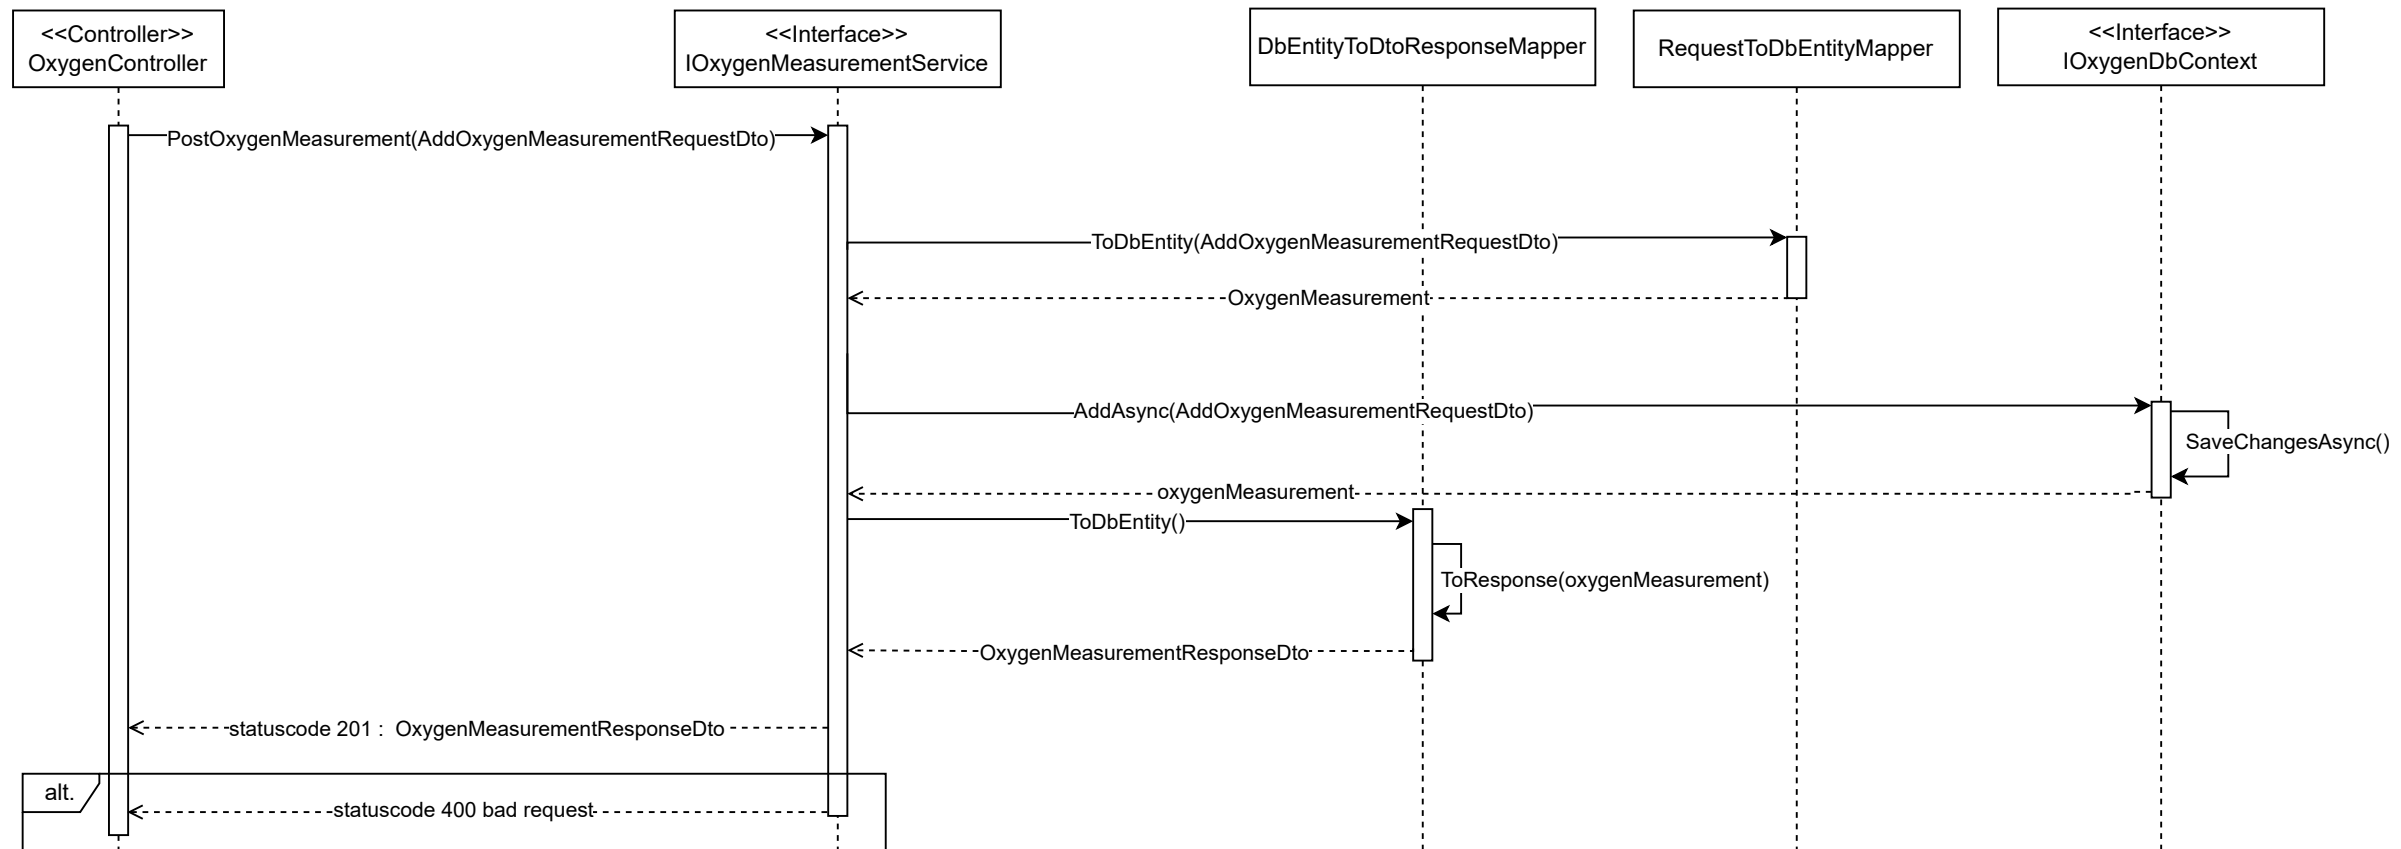 <<Controller>>
OxygenController
<<Interface>>
IOxygenMeasurementService
DbEntityToDtoResponseMapper
RequestToDbEntityMapper
<<Interface>>
IOxygenDbContext
PostOxygenMeasurement(AddOxygenMeasurementRequestDto)
ToDbEntity(AddOxygenMeasurementRequestDto)
OxygenMeasurement
AddAsync(AddOxygenMeasurementRequestDto)
SaveChangesAsync()
oxygenMeasurement
ToDbEntity()
ToResponse(oxygenMeasurement)
OxygenMeasurementResponseDto
statuscode 201 :  OxygenMeasurementResponseDto
alt.
statuscode 400 bad request